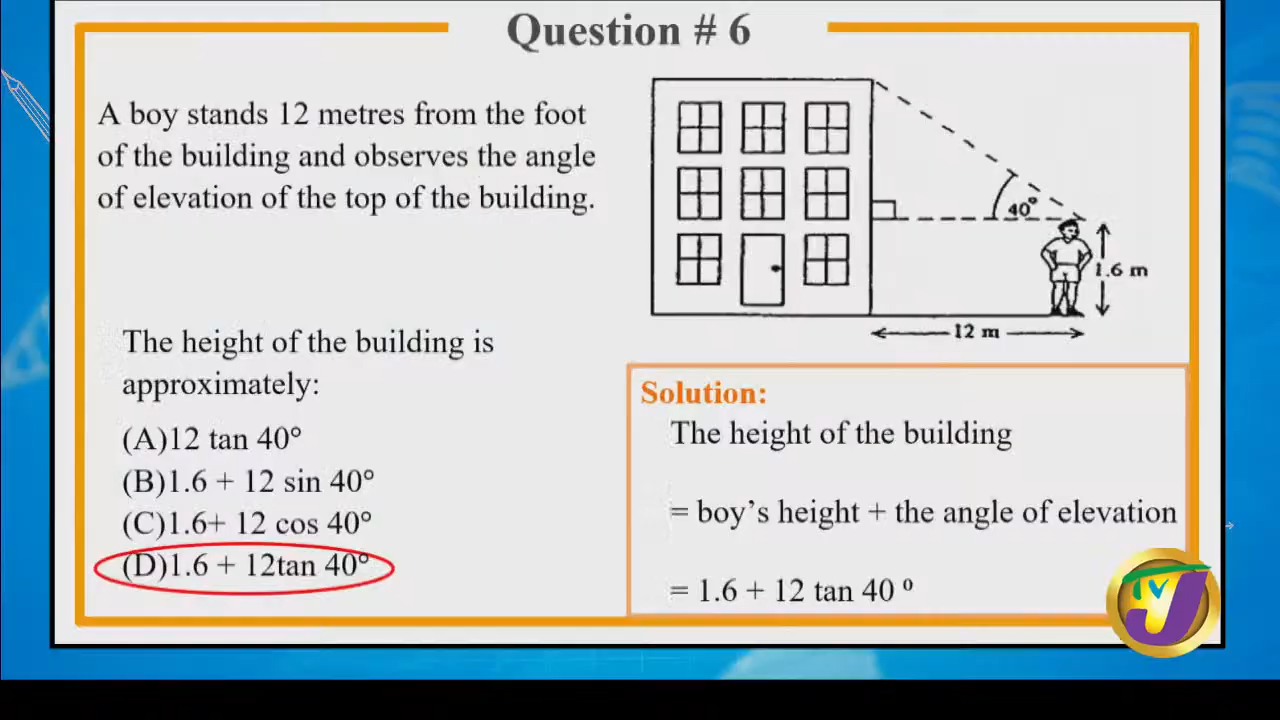 Question # 6
A boy stands 12 metres from the foot
of the building and observes the angle
of elevation of the top of the building.
40°
1.6 m
12 m
The height of the building is
approximately:
(A)12 tan 40°
(B)1.6 + 12 sin 40°
(C)1.6+ 12 cos 40°
(D)1.6 + 12tan 40°
Solution:
The height of the building
= boy’s height + the angle of elevation
= 1.6 + 12 tan 40 º
TVJ